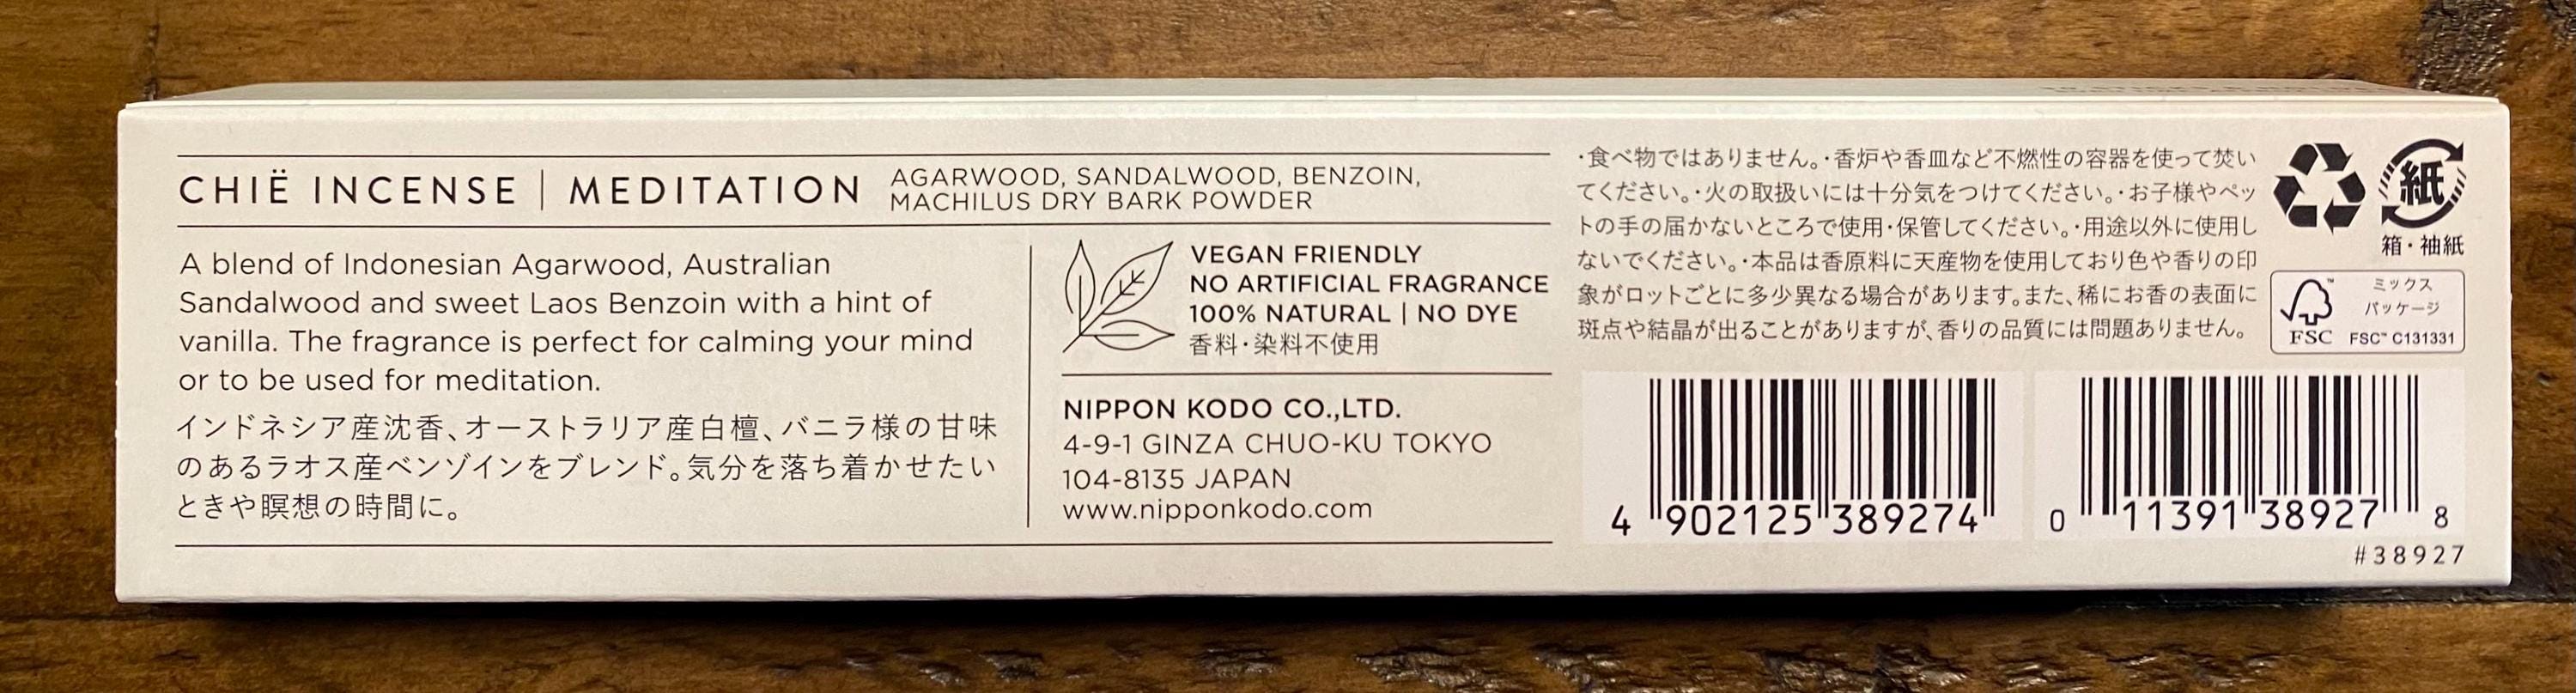 CHIË INCENSE | MEDITATION
AGARWOOD, SANDALWOOD, BENZOIN,
MACHILUS DRY BARK POWDER
A blend of Indonesian Agarwood, Australian
Sandalwood and sweet Laos Benzoin with a hint of
vanilla. The fragrance is perfect for calming your mind
or to be used for meditation.
インドネシア産沈香、オーストラリア産白檀、バニラ様の甘味
のあるラオス産ベンゾインをブレンド。気分を落ち着かせたい
ときや瞑想の時間に。
VEGAN FRIENDLY
NO ARTIFICIAL FRAGRANCE
100% NATURAL | NO DYE
香料・染料不使用
NIPPON KODO CO.,LTD.
4-9-1 GINZA CHUO-KU TOKYO
104-8135 JAPAN
www.nipponkodo.com
・食べ物ではありません。・香炉や香皿など不燃性の容器を使って焚い
てください。・火の取扱いには十分気をつけてください。・お子様やペッ
トの手の届かないところで使用・保管してください。・用途以外に使用し
ないでください。・本品は香原料に天産物を使用しており色や香りの印
象がロットごとに多少異なる場合があります。また、稀にお香の表面に
斑点や結晶が出ることがありますが、香りの品質には問題ありません。
紙
箱・袖紙
ミックス
パッケージ
FSC™ C131331
FSC™
4 902125 389274
0 11391 38927 8
#38927